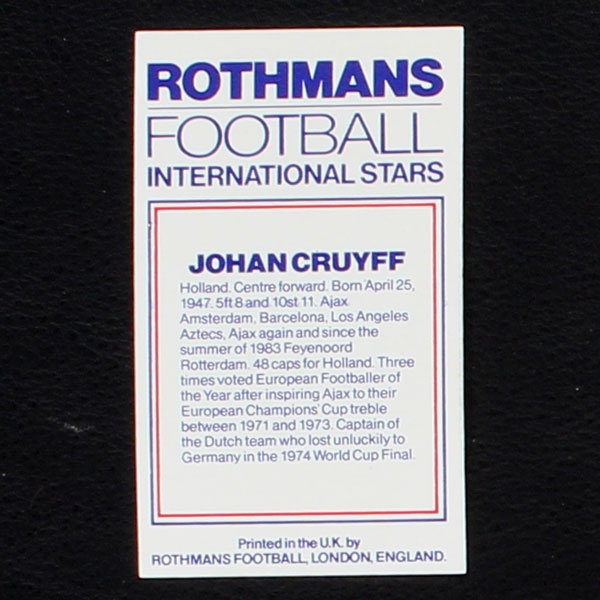 ROTHMANS
FOOTBALL
INTERNATIONAL STARS
JOHAN CRUYFF
Holland. Centre forward. Born April 25,
1947. 5ft 8 and 10st 11. Ajax
Amsterdam, Barcelona, Los Angeles
Aztecs, Ajax again and since the
summer of 1983 Feyenoord
Rotterdam. 48 caps for Holland. Three
times voted European Footballer of
the Year after inspiring Ajax to their
European Champions' Cup treble
between 1971 and 1973. Captain of
the Dutch team who lost unluckily to
Germany in the 1974 World Cup Final.
Printed in the U.K. by
ROTHMANS FOOTBALL, LONDON, ENGLAND.